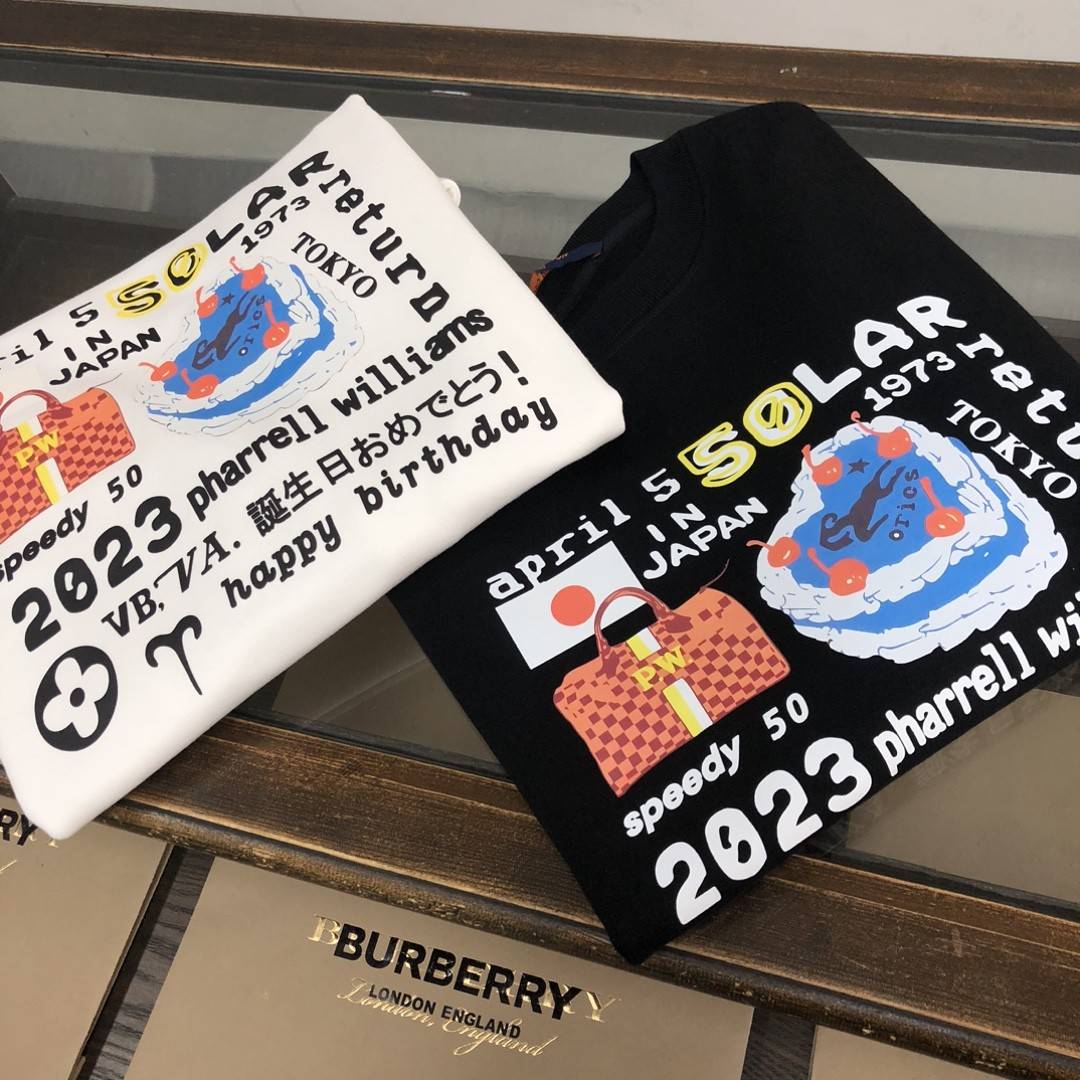 il 5 SOLAR return
IN JAPAN
1973
TOKYO
orics
PW
speedy 50
2023 pharrell williams
VB, VA. 誕生日おめでとう!
happy birthday
april 5 SOLAR retu
IN JAPAN
1973
TOKYO
orics
PW
speedy 50
2023 pharrell wi
RY
BURBERRY
LONDON ENGLAND
London, England